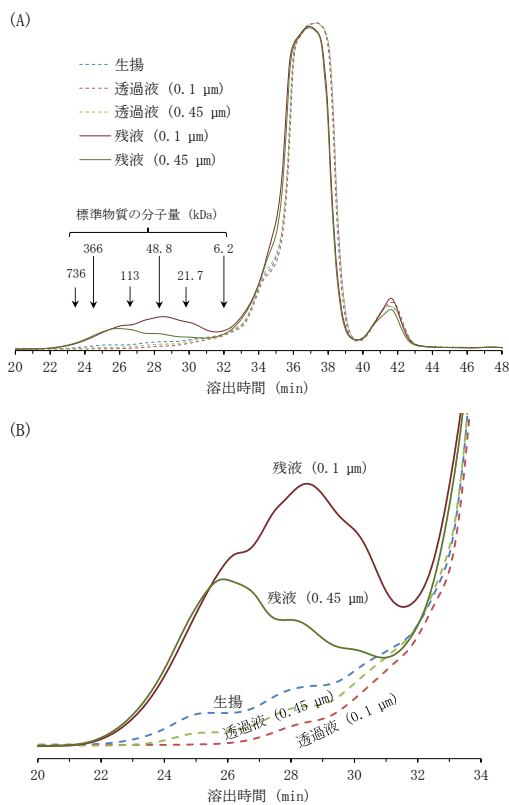 (A)
生揚
透過液 (0.1 µm)
透過液 (0.45 µm)
残液 (0.1 µm)
残液 (0.45 µm)
標準物質の分子量 (kDa)
366 48.8 6.2
736 113 21.7
20 22 24 26 28 30 32 34 36 38 40 42 44 46 48
溶出時間 (min)
(B)
残液 (0.1 µm)
残液 (0.45 µm)
生揚
透過液 (0.45 µm)
透過液 (0.1 µm)
20 22 24 26 28 30 32 34
溶出時間 (min)